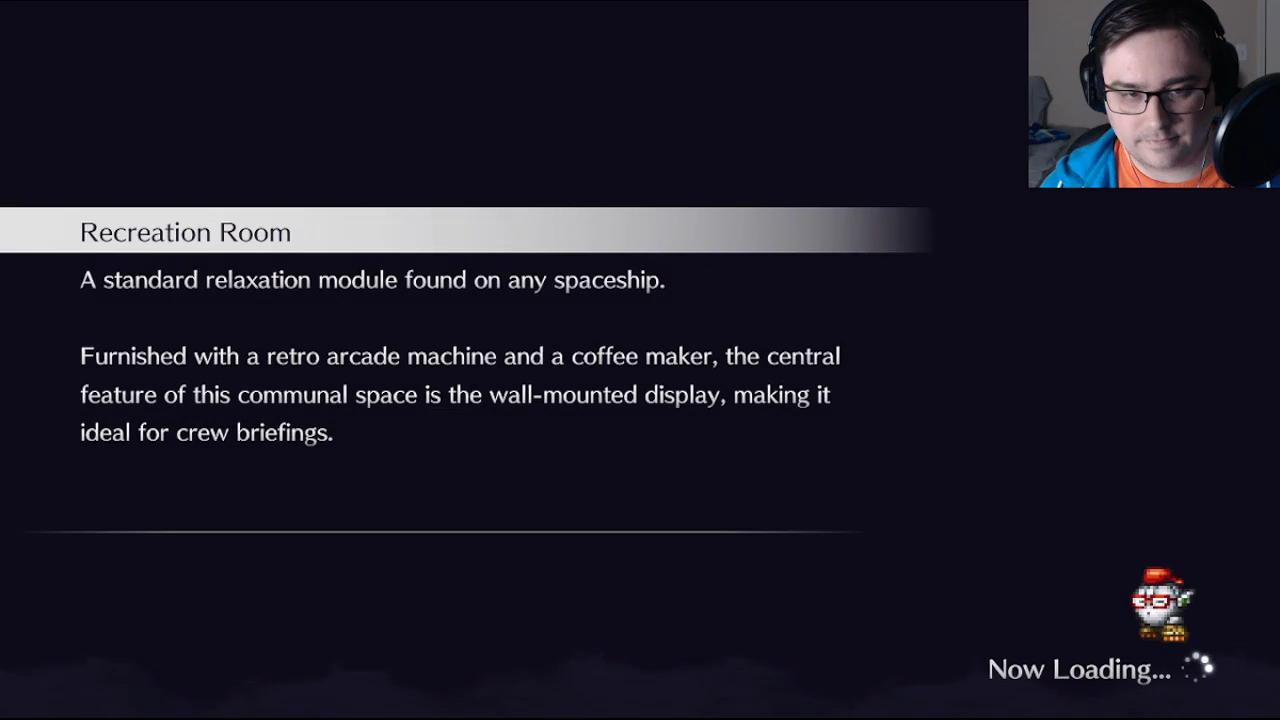 Recreation Room
A standard relaxation module found on any spaceship.
Furnished with a retro arcade machine and a coffee maker, the central
feature of this communal space is the wall-mounted display, making it
ideal for crew briefings.
Now Loading...